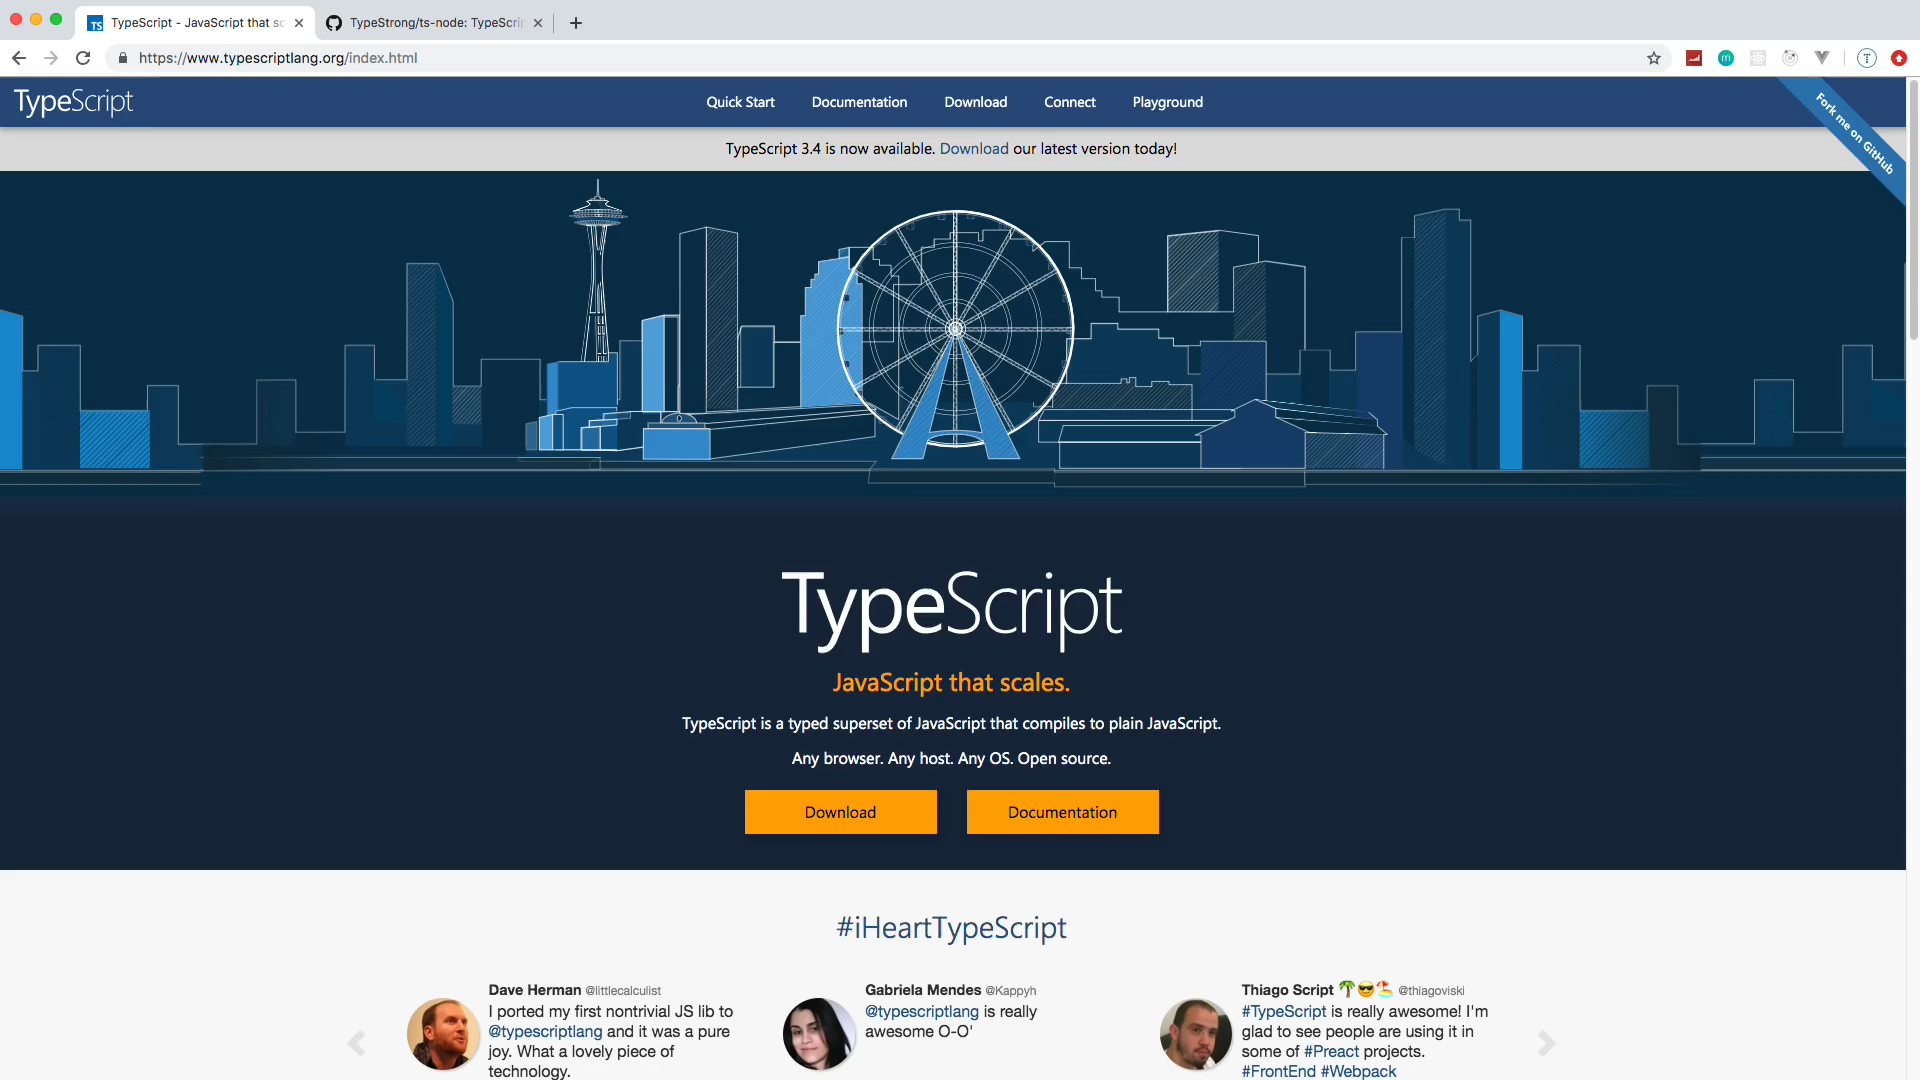 TypeScript - JavaScript that sc
TypeStrong/ts-node: TypeScrip
https://www.typescriptlang.org/index.html
TypeScript
Quick Start
Documentation
Download
Connect
Playground
Fork me on GitHub
TypeScript 3.4 is now available. Download our latest version today!
TypeScript
JavaScript that scales.
TypeScript is a typed superset of JavaScript that compiles to plain JavaScript.
Any browser. Any host. Any OS. Open source.
Download
Documentation
#iHeartTypeScript
Dave Herman @littlecalculist
I ported my first nontrivial JS lib to
@typescriptlang and it was a pure
joy. What a lovely piece of
technology.
Gabriela Mendes @Kappyh
@typescriptlang is really
awesome O-O'
Thiago Script 🌴😎🏖 @thiagoviski
#TypeScript is really awesome! I'm
glad to see people are using it in
some of #Preact projects.
#FrontEnd #Webpack